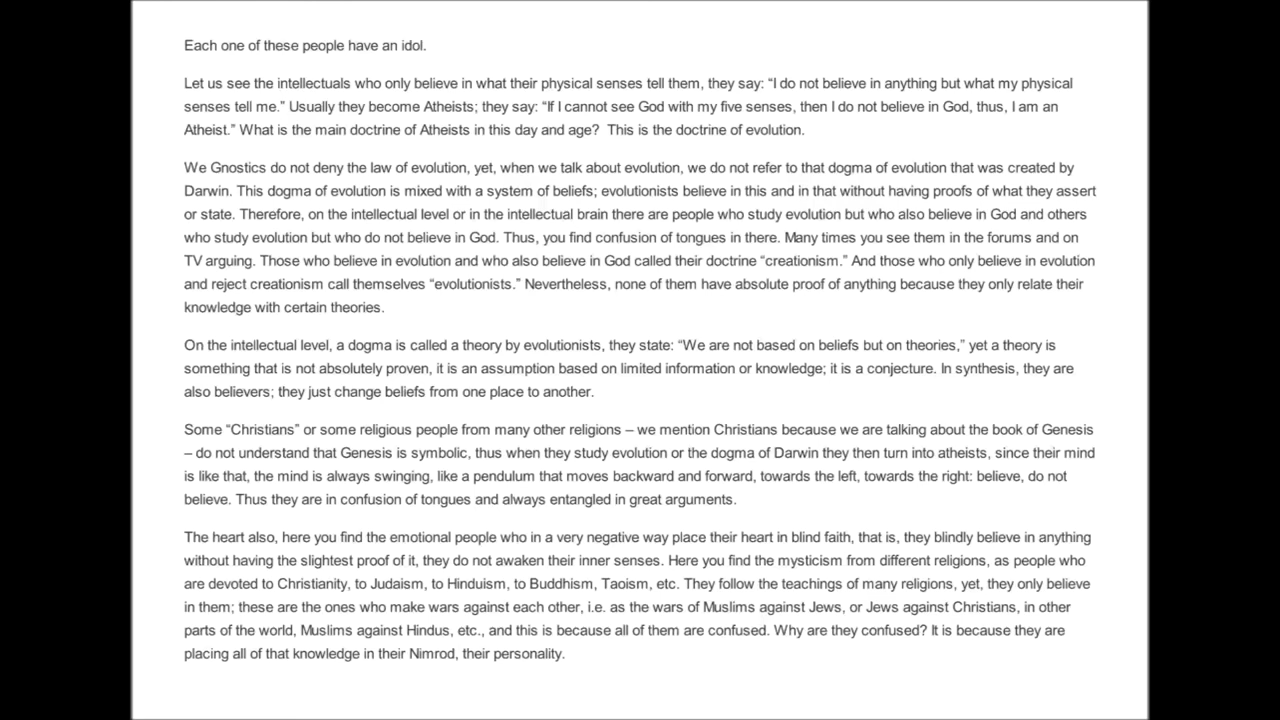 Each one of these people have an idol.
Let us see the intellectuals who only believe in what their physical senses tell them, they say: “I do not believe in anything but what my physical
senses tell me.” Usually they become Atheists; they say: “If I cannot see God with my five senses, then I do not believe in God, thus, I am an
Atheist.” What is the main doctrine of Atheists in this day and age?  This is the doctrine of evolution.
We Gnostics do not deny the law of evolution, yet, when we talk about evolution, we do not refer to that dogma of evolution that was created by
Darwin. This dogma of evolution is mixed with a system of beliefs; evolutionists believe in this and in that without having proofs of what they assert
or state. Therefore, on the intellectual level or in the intellectual brain there are people who study evolution but who also believe in God and others
who study evolution but who do not believe in God. Thus, you find confusion of tongues in there. Many times you see them in the forums and on
TV arguing. Those who believe in evolution and who also believe in God called their doctrine “creationism.” And those who only believe in evolution
and reject creationism call themselves “evolutionists.” Nevertheless, none of them have absolute proof of anything because they only relate their
knowledge with certain theories.
On the intellectual level, a dogma is called a theory by evolutionists, they state: “We are not based on beliefs but on theories,” yet a theory is
something that is not absolutely proven, it is an assumption based on limited information or knowledge; it is a conjecture. In synthesis, they are
also believers; they just change beliefs from one place to another.
Some “Christians” or some religious people from many other religions – we mention Christians because we are talking about the book of Genesis
– do not understand that Genesis is symbolic, thus when they study evolution or the dogma of Darwin they then turn into atheists, since their mind
is like that, the mind is always swinging, like a pendulum that moves backward and forward, towards the left, towards the right: believe, do not
believe. Thus they are in confusion of tongues and always entangled in great arguments.
The heart also, here you find the emotional people who in a very negative way place their heart in blind faith, that is, they blindly believe in anything
without having the slightest proof of it, they do not awaken their inner senses. Here you find the mysticism from different religions, as people who
are devoted to Christianity, to Judaism, to Hinduism, to Buddhism, Taoism, etc. They follow the teachings of many religions, yet, they only believe
in them; these are the ones who make wars against each other, i.e. as the wars of Muslims against Jews, or Jews against Christians, in other
parts of the world, Muslims against Hindus, etc., and this is because all of them are confused. Why are they confused? It is because they are
placing all of that knowledge in their Nimrod, their personality.